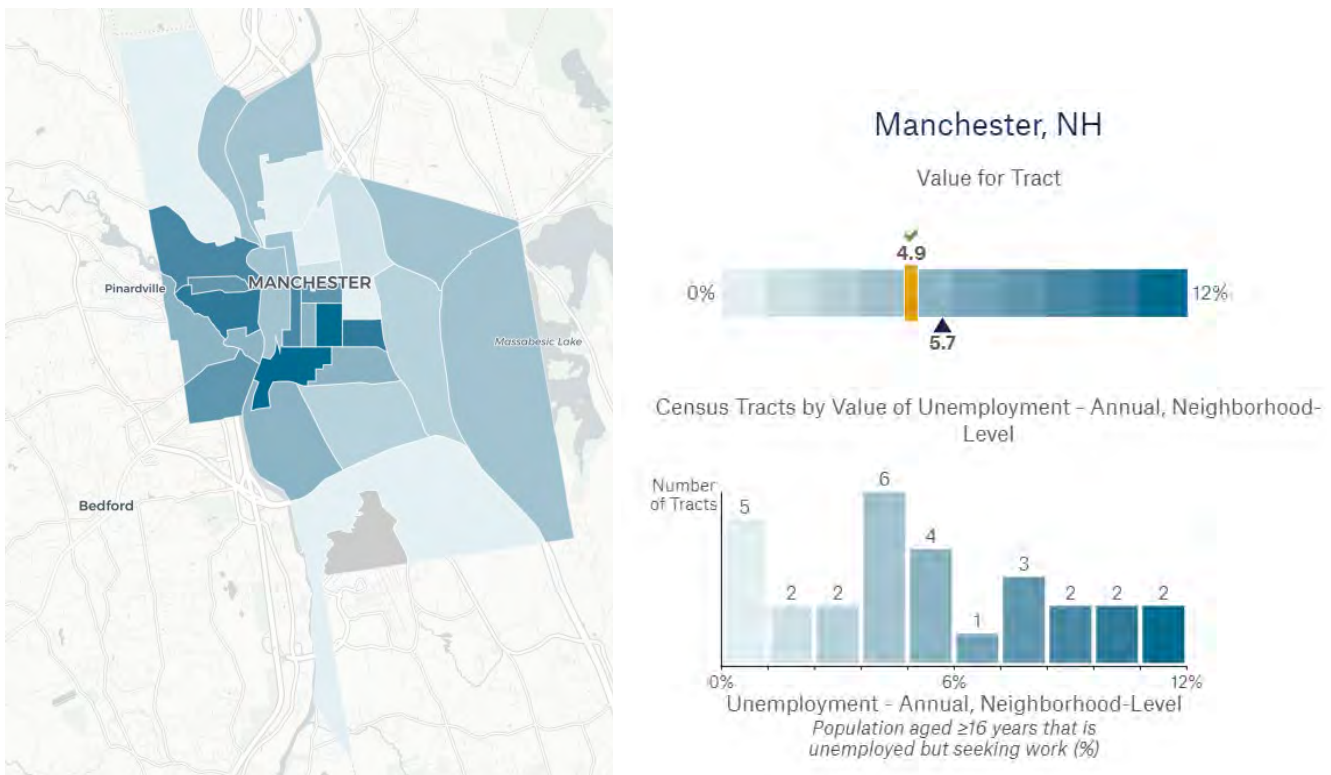 Pinardville
MANCHESTER
Massabesic Lake
Bedford
Manchester, NH
Value for Tract
4.9
0%
12%
5.7
Census Tracts by Value of Unemployment – Annual, Neighborhood-
Level
Number
of Tracts
5
2
2
6
4
1
3
2
2
2
0%
6%
12%
Unemployment – Annual, Neighborhood-Level
Population aged ≥16 years that is
unemployed but seeking work (%)